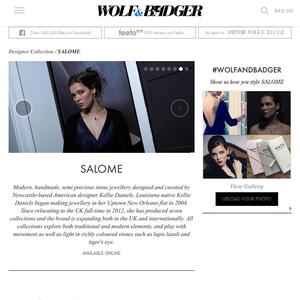 WOLF & BADGER
BAG (0)
Over 100,000 likes on Facebook
feefo
839 reviews on Feefo
As seen in
VOGUE BAZAAR
Designer Collection / SALOME
SALOME
Modern, handmade, semi precious stone jewellery designed and curated by
Newcastle-based American designer Kellie Daniels. Louisiana native Kellie
Daniels began making jewellery in her Uptown New Orleans flat in 2004.
Since relocating to the UK full-time in 2012, she has produced seven
collections and the brand is expanding both in the UK and internationally. All
collections explore both traditional and modern elements, and play with
movement as well as light in richly coloured stones such as lapis lazuli and
tiger's eye.
AVAILABLE ONLINE
#WOLFANDBADGER
Show us how you style SALOME
View Gallery
UPLOAD YOUR PHOTO